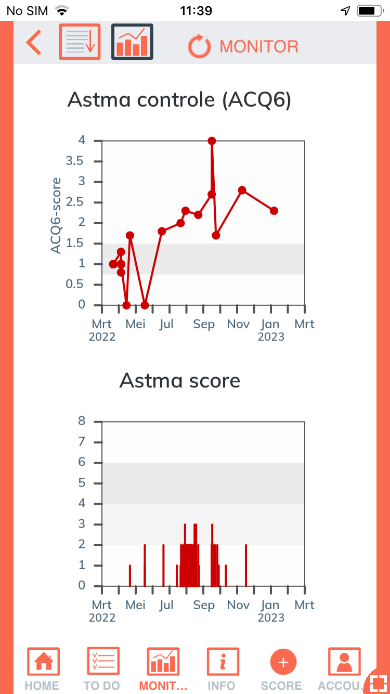 No SIM 11:39
MONITOR
Astma controle (ACQ6)
ACQ6-score
4
3.5
3
2.5
2
1.5
1
0.5
0
Mrt Mei Jul Sep Nov Jan Mrt
2022 2023
Astma score
8
7
6
5
4
3
2
1
0
Mrt Mei Jul Sep Nov Jan Mrt
2022 2023
HOME TO DO MONIT... INFO SCORE ACCOU...